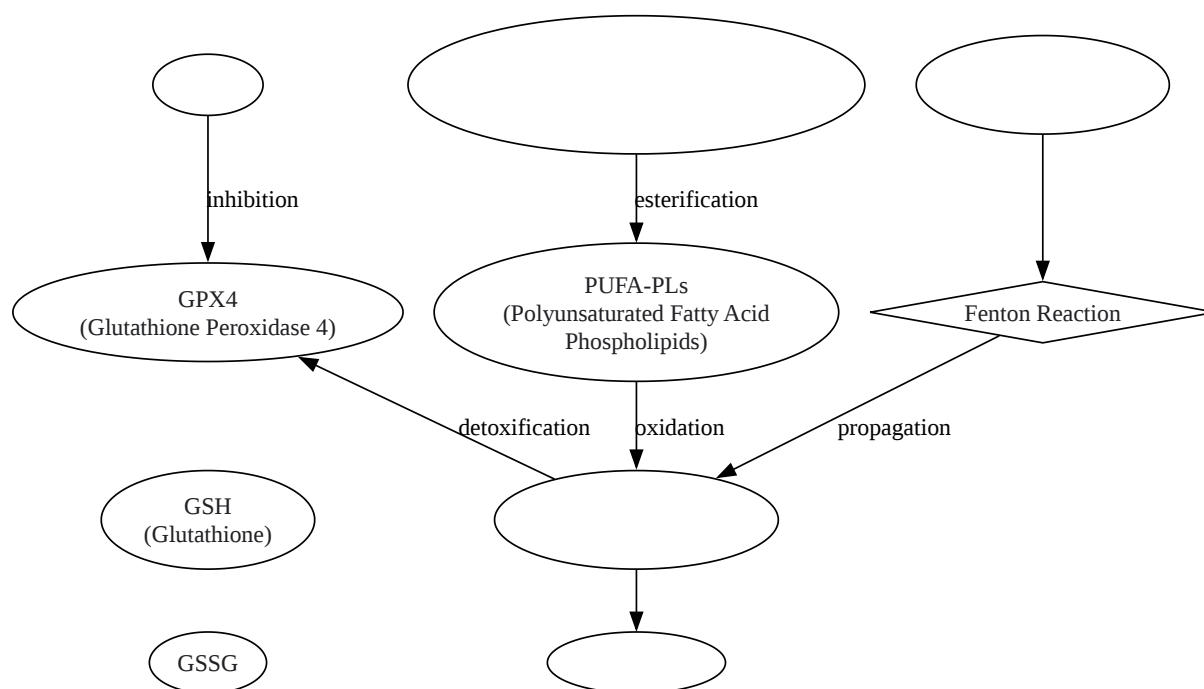 inhibition
esterification
GPX4
(Glutathione Peroxidase 4)
PUFA-PLs
(Polyunsaturated Fatty Acid
Phospholipids)
Fenton Reaction
detoxification
oxidation
propagation
GSH
(Glutathione)
GSSG